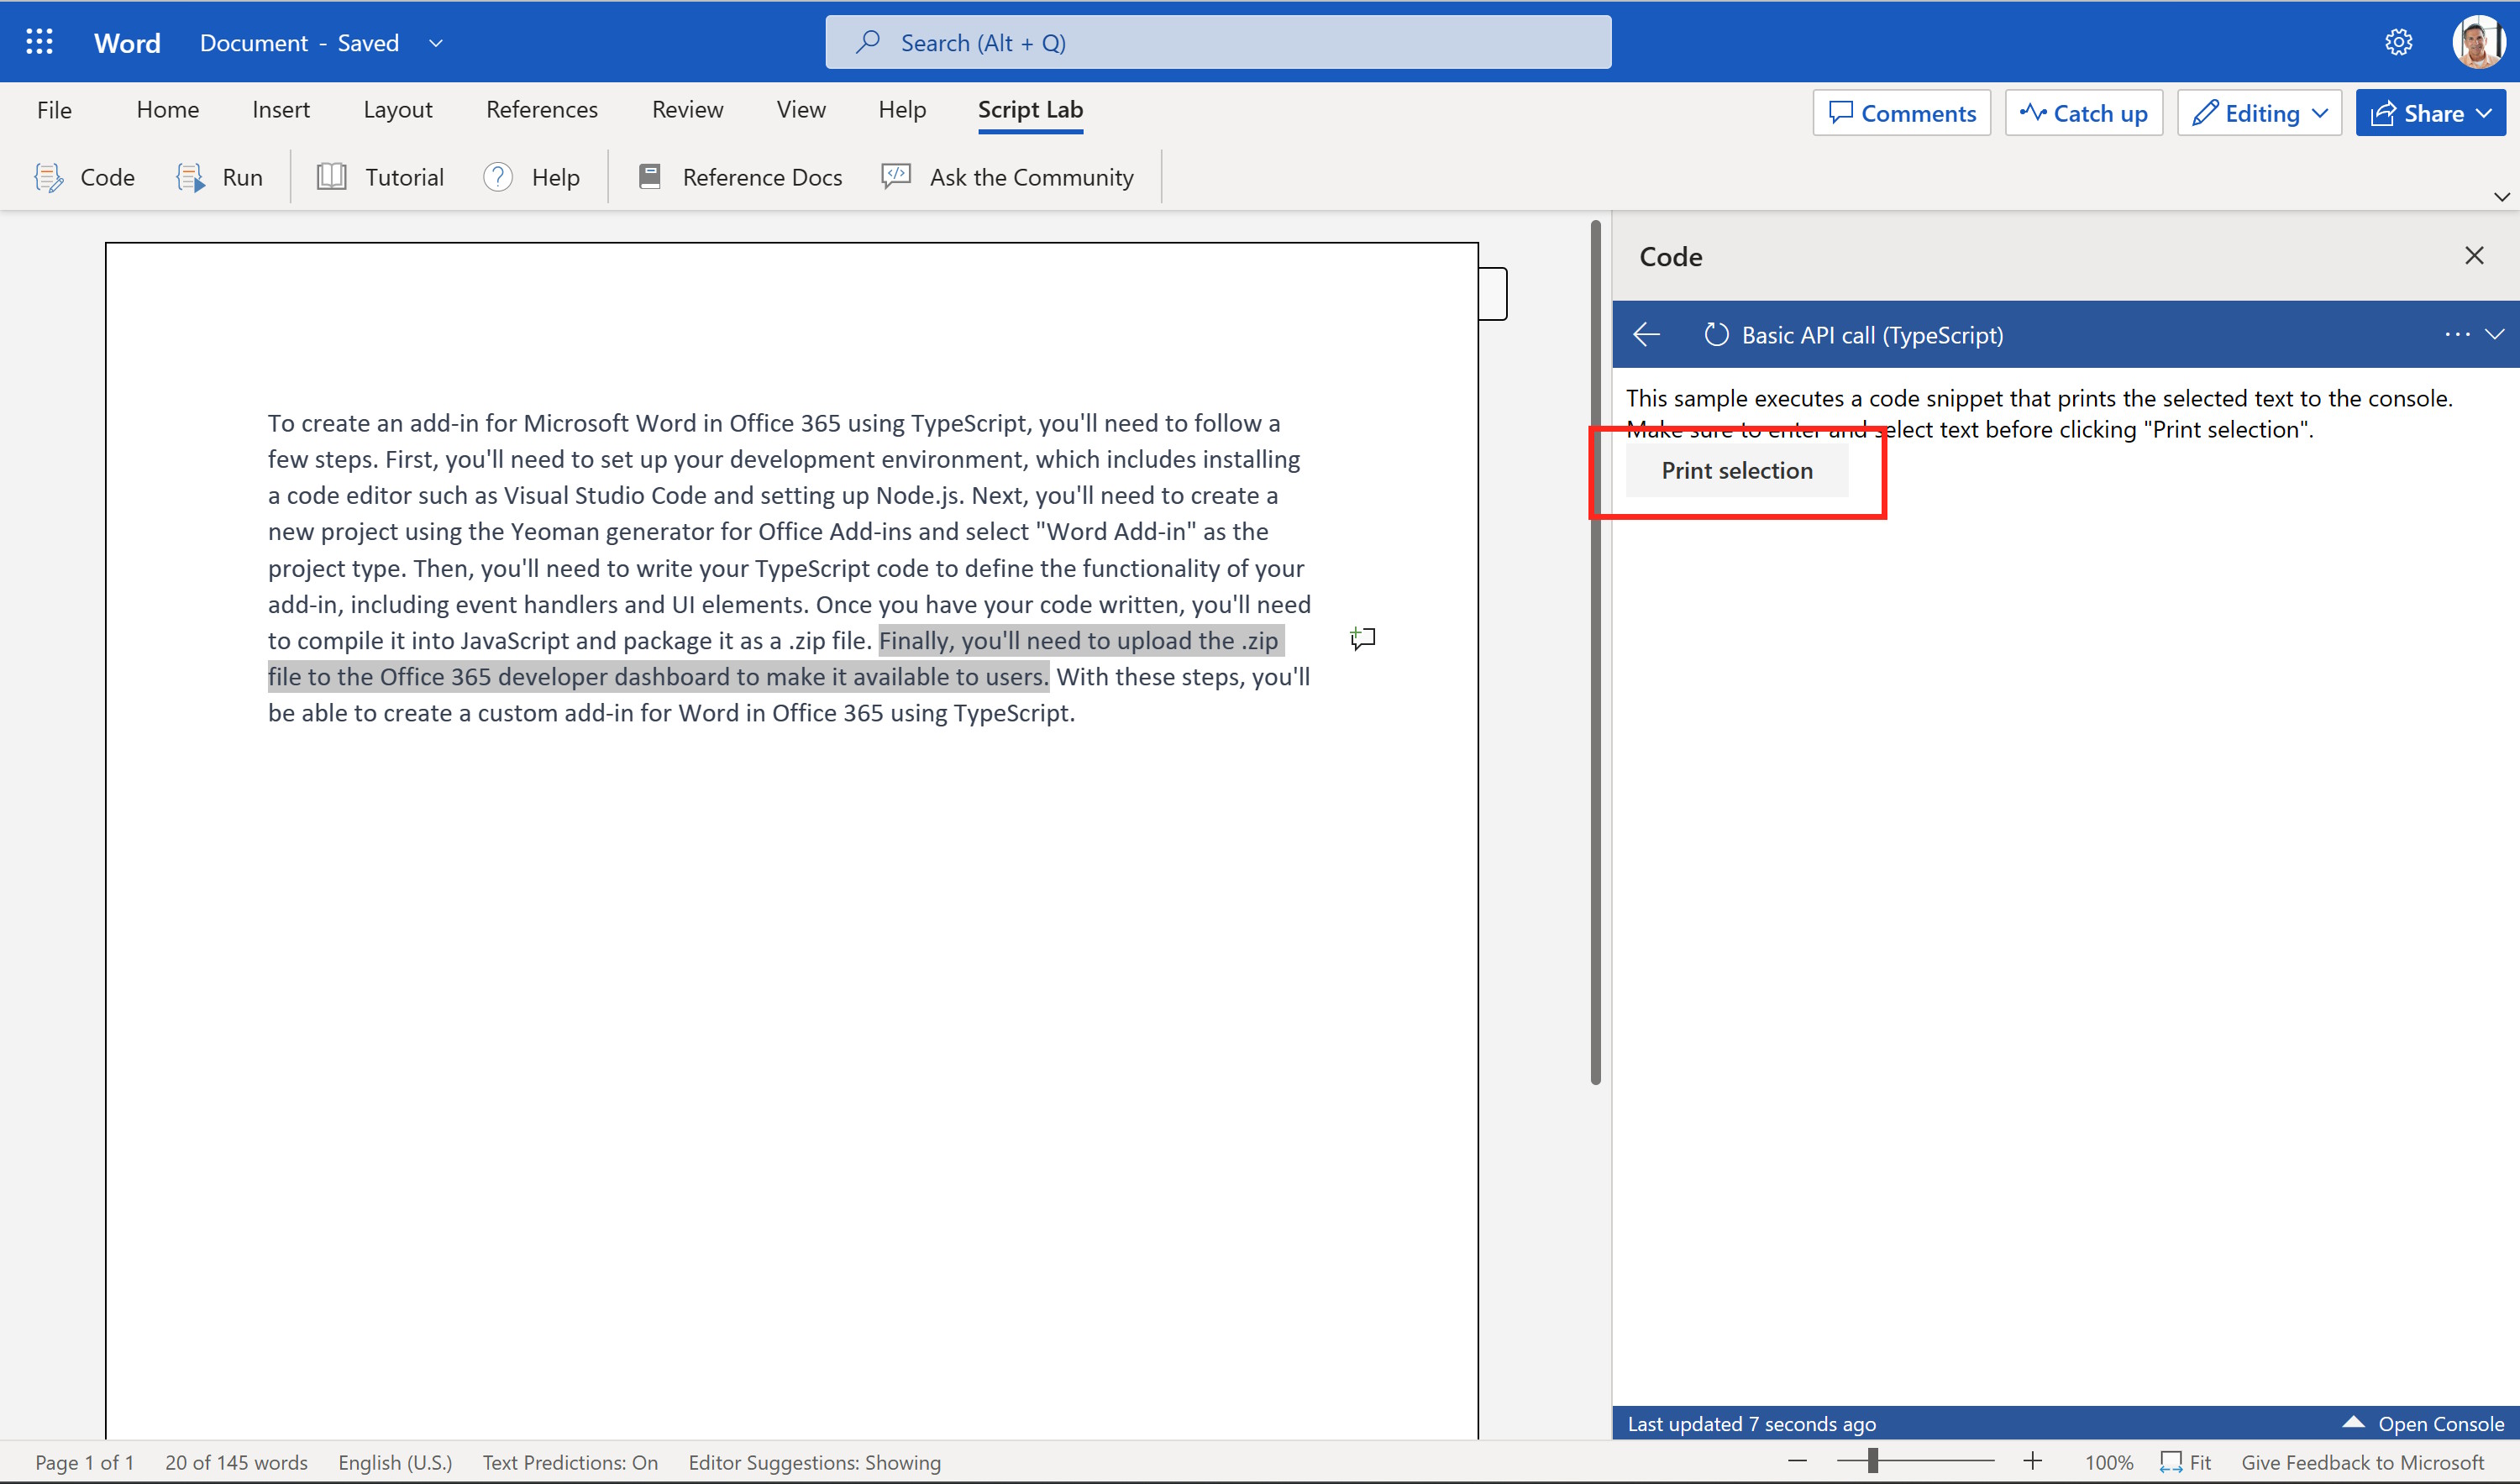 Word Document - Saved Search (Alt + Q)
File Home Insert Layout References Review View Help Script Lab Comments Catch up Editing Share
Code Run Tutorial Help Reference Docs Ask the Community
Code
Basic API call (TypeScript)
This sample executes a code snippet that prints the selected text to the console.
Make sure to enter and select text before clicking "Print selection".
Print selection
To create an add-in for Microsoft Word in Office 365 using TypeScript, you'll need to follow a
few steps. First, you'll need to set up your development environment, which includes installing
a code editor such as Visual Studio Code and setting up Node.js. Next, you'll need to create a
new project using the Yeoman generator for Office Add-ins and select "Word Add-in" as the
project type. Then, you'll need to write your TypeScript code to define the functionality of your
add-in, including event handlers and UI elements. Once you have your code written, you'll need
to compile it into JavaScript and package it as a .zip file. Finally, you'll need to upload the .zip
file to the Office 365 developer dashboard to make it available to users. With these steps, you'll
be able to create a custom add-in for Word in Office 365 using TypeScript.
Last updated 7 seconds ago Open Console
Page 1 of 1 20 of 145 words English (U.S.) Text Predictions: On Editor Suggestions: Showing 100% Fit Give Feedback to Microsoft